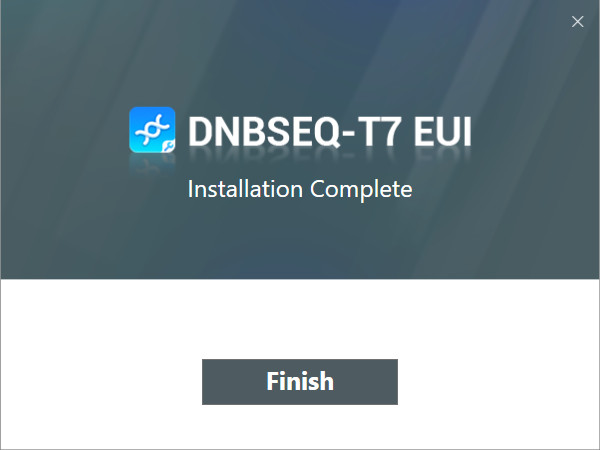 DNBSEQ-T7 EUI
Installation Complete
Finish